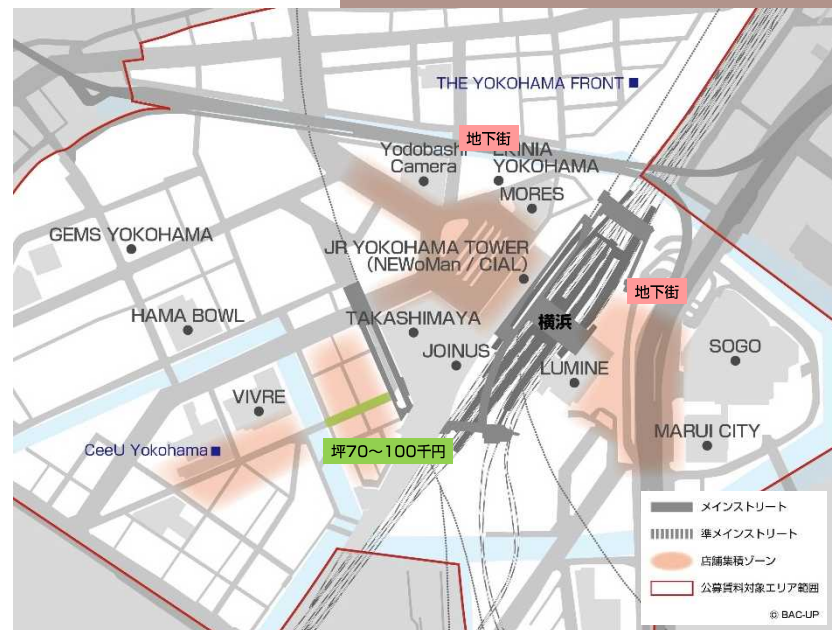 THE YOKOHAMA FRONT
地下街
Yodobashi
Camera
EKINIA
YOKOHAMA
MORES
GEMS YOKOHAMA
JR YOKOHAMA TOWER
(NEWoMan / CIAL)
地下街
横浜
HAMA BOWL
TAKASHIMAYA
JOINUS
SOGO
LUMINE
VIVRE
MARUI CITY
CeeU Yokohama
坪70～100千円
メインストリート
準メインストリート
店舗集積ゾーン
公募賃料対象エリア範囲
© BAC-UP